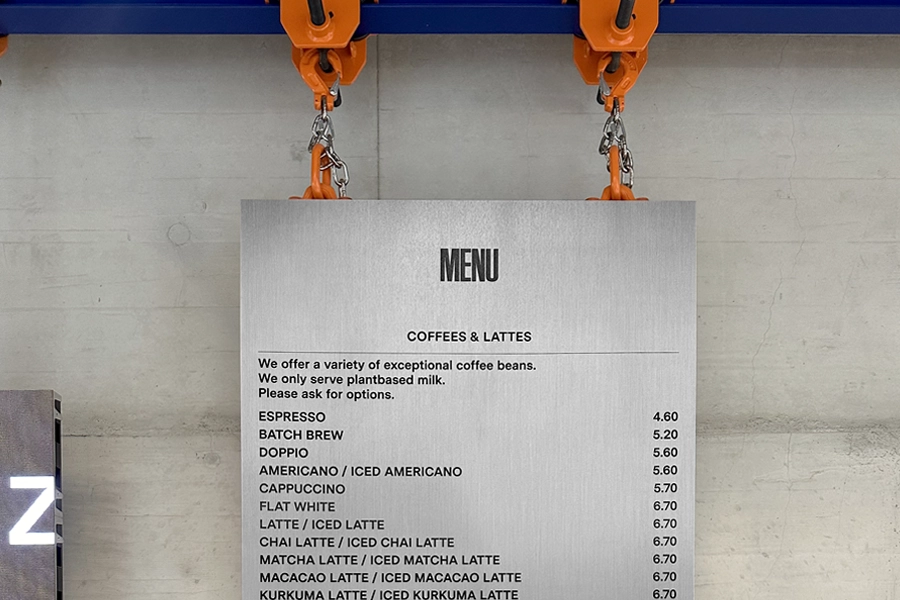 MENU
COFFEES & LATTES
We offer a variety of exceptional coffee beans.
We only serve plantbased milk.
Please ask for options.
ESPRESSO 4.60
BATCH BREW 5.20
DOPPIO 5.60
AMERICANO / ICED AMERICANO 5.60
CAPPUCCINO 5.70
FLAT WHITE 6.70
LATTE / ICED LATTE 6.70
CHAI LATTE / ICED CHAI LATTE 6.70
MATCHA LATTE / ICED MATCHA LATTE 6.70
MACACAO LATTE / ICED MACACAO LATTE 6.70
KURKUMA LATTE / ICED KURKUMA LATTE 6.70
Z